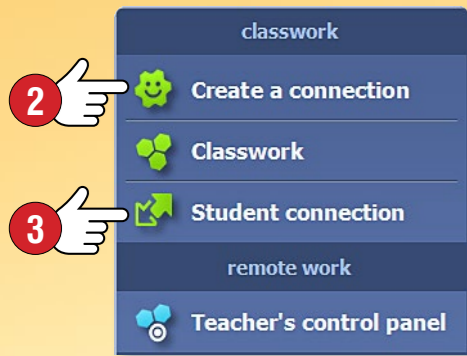 classwork
2 Create a connection
Classwork
3 Student connection
remote work
Teacher's control panel